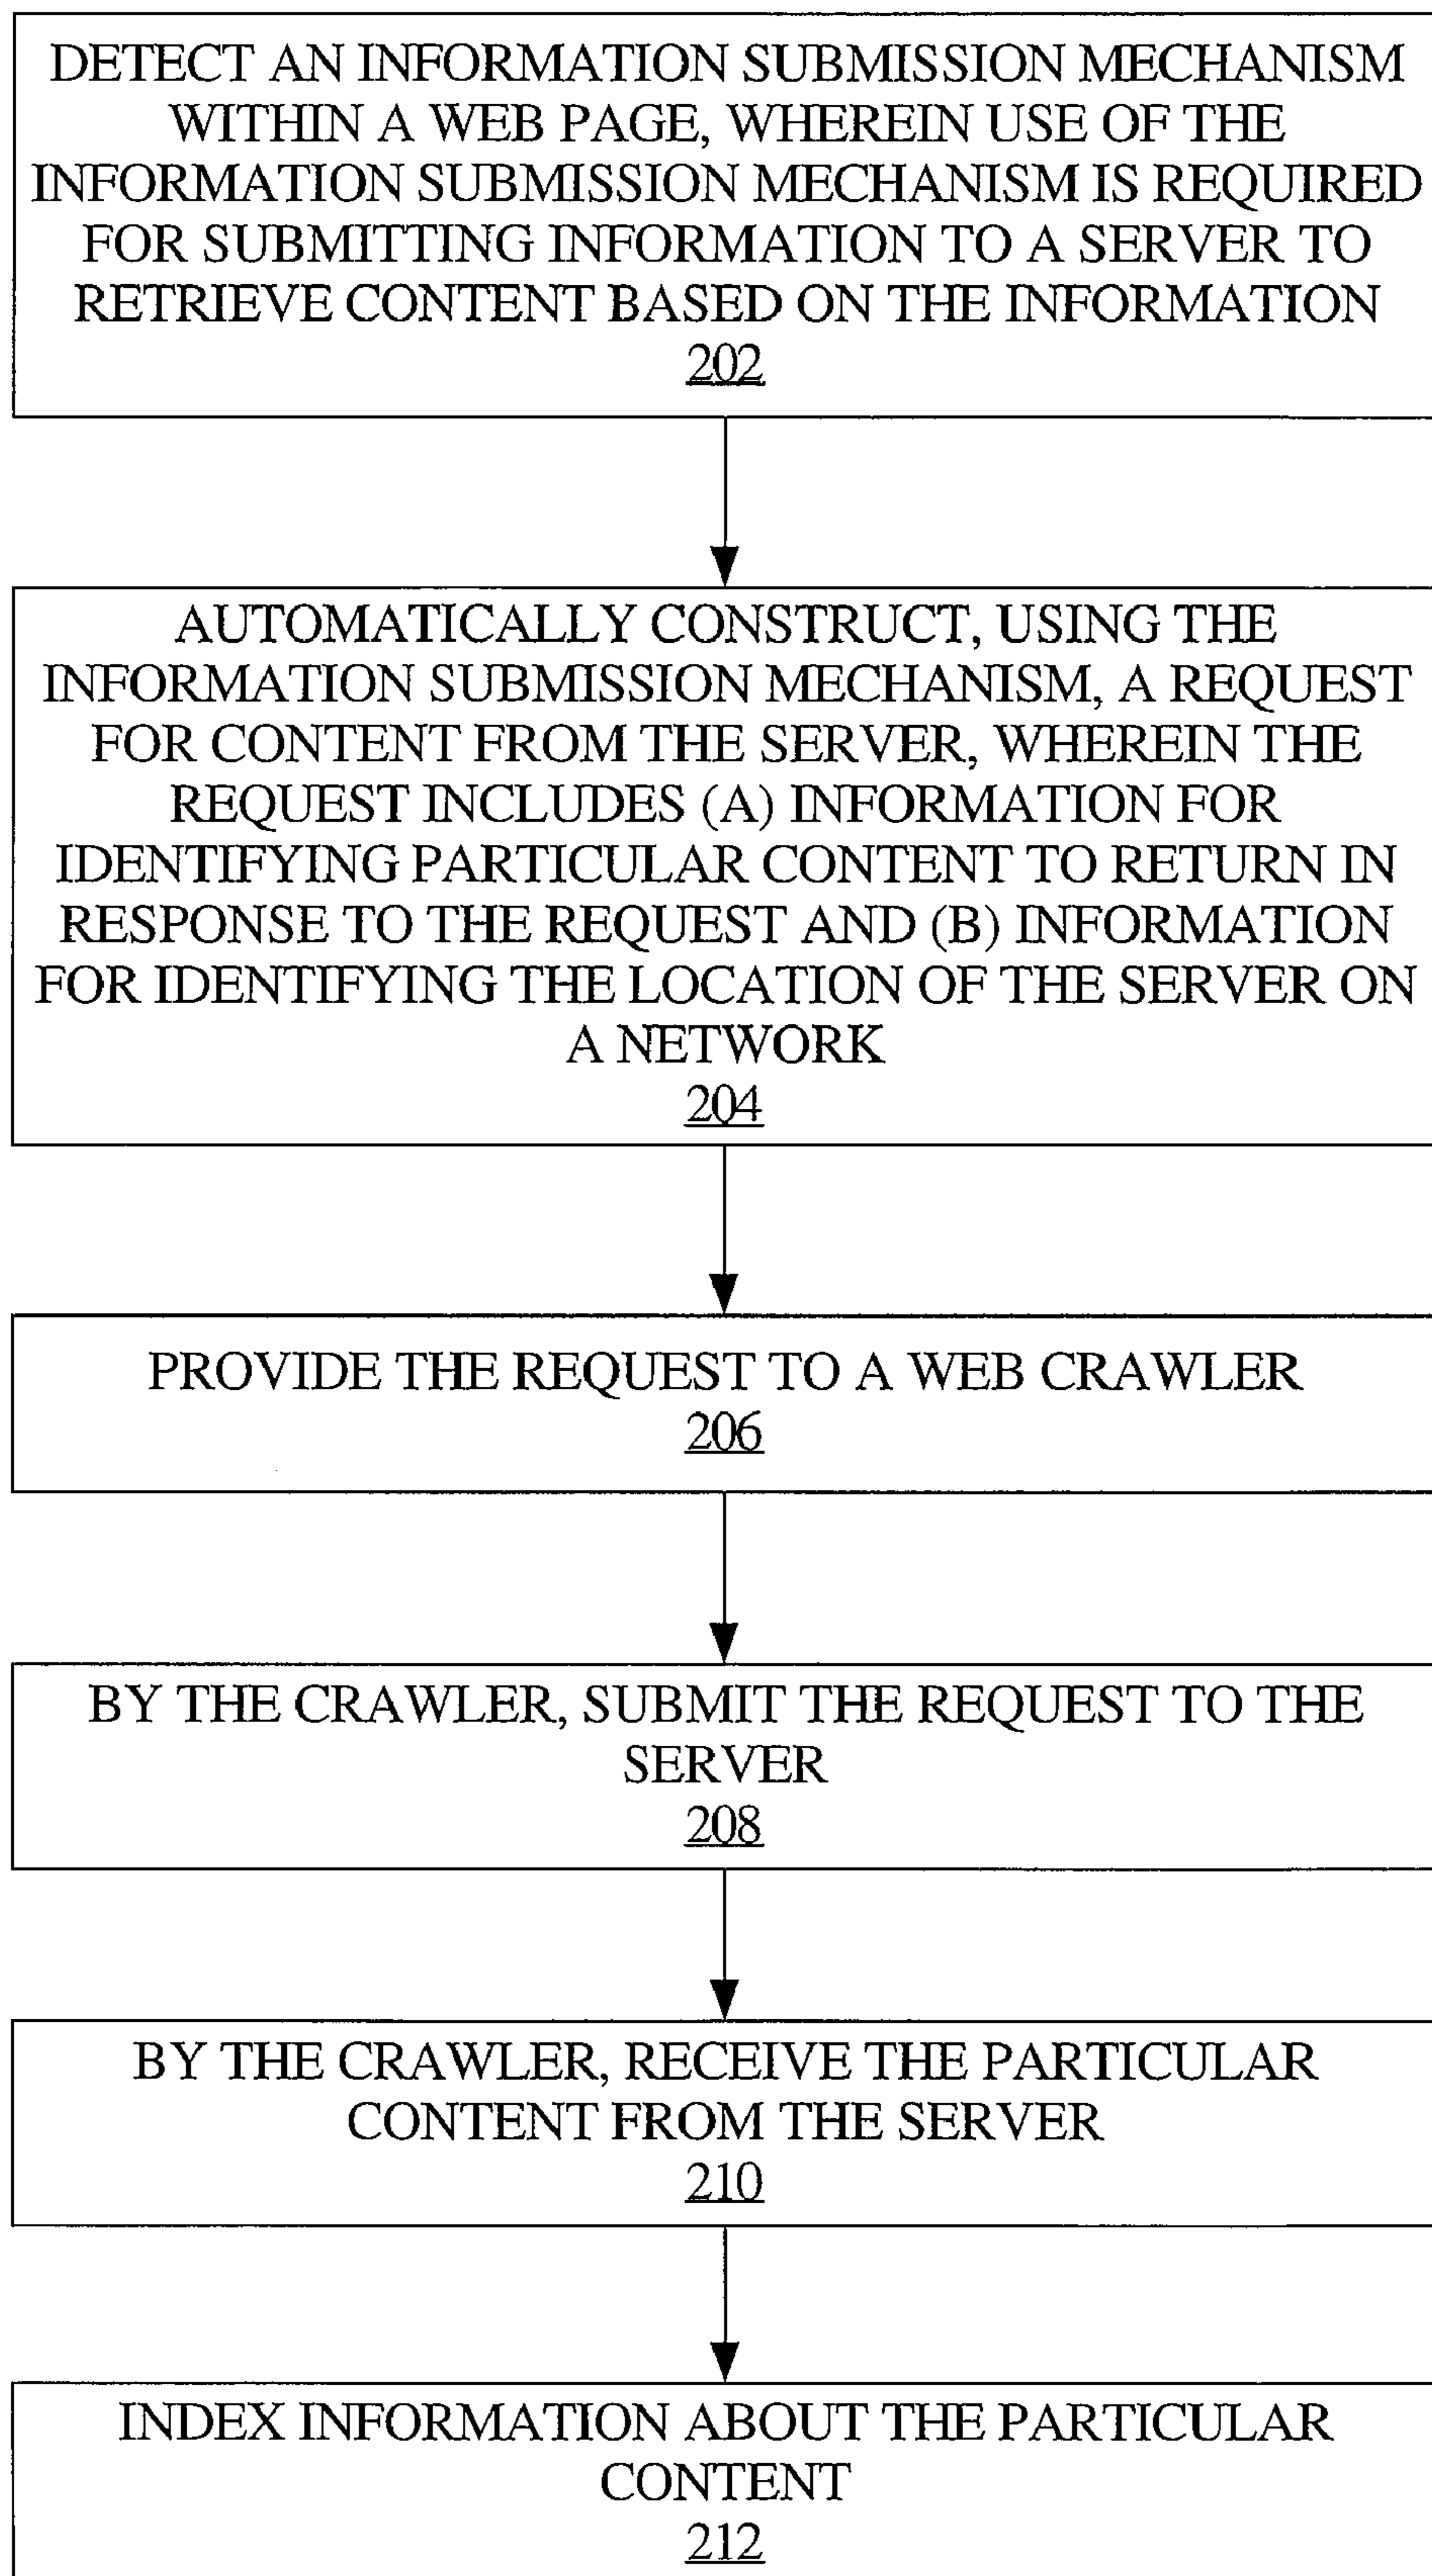 DETECT AN INFORMATION SUBMISSION MECHANISM
WITHIN A WEB PAGE, WHEREIN USE OF THE
INFORMATION SUBMISSION MECHANISM IS REQUIRED
FOR SUBMITTING INFORMATION TO A SERVER TO
RETRIEVE CONTENT BASED ON THE INFORMATION
202
AUTOMATICALLY CONSTRUCT, USING THE
INFORMATION SUBMISSION MECHANISM, A REQUEST
FOR CONTENT FROM THE SERVER, WHEREIN THE
REQUEST INCLUDES (A) INFORMATION FOR
IDENTIFYING PARTICULAR CONTENT TO RETURN IN
RESPONSE TO THE REQUEST AND (B) INFORMATION
FOR IDENTIFYING THE LOCATION OF THE SERVER ON
A NETWORK
204
PROVIDE THE REQUEST TO A WEB CRAWLER
206
BY THE CRAWLER, SUBMIT THE REQUEST TO THE
SERVER
208
BY THE CRAWLER, RECEIVE THE PARTICULAR
CONTENT FROM THE SERVER
210
INDEX INFORMATION ABOUT THE PARTICULAR
CONTENT
212